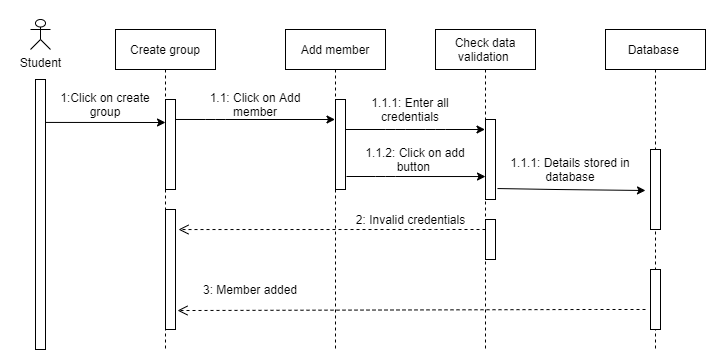 Student
Create group
Add member
Check data
validation
Database
1:Click on create
group
1.1: Click on Add
member
1.1.1: Enter all
credentials
1.1.2: Click on add
button
1.1.1: Details stored in
database
2: Invalid credentials
3: Member added